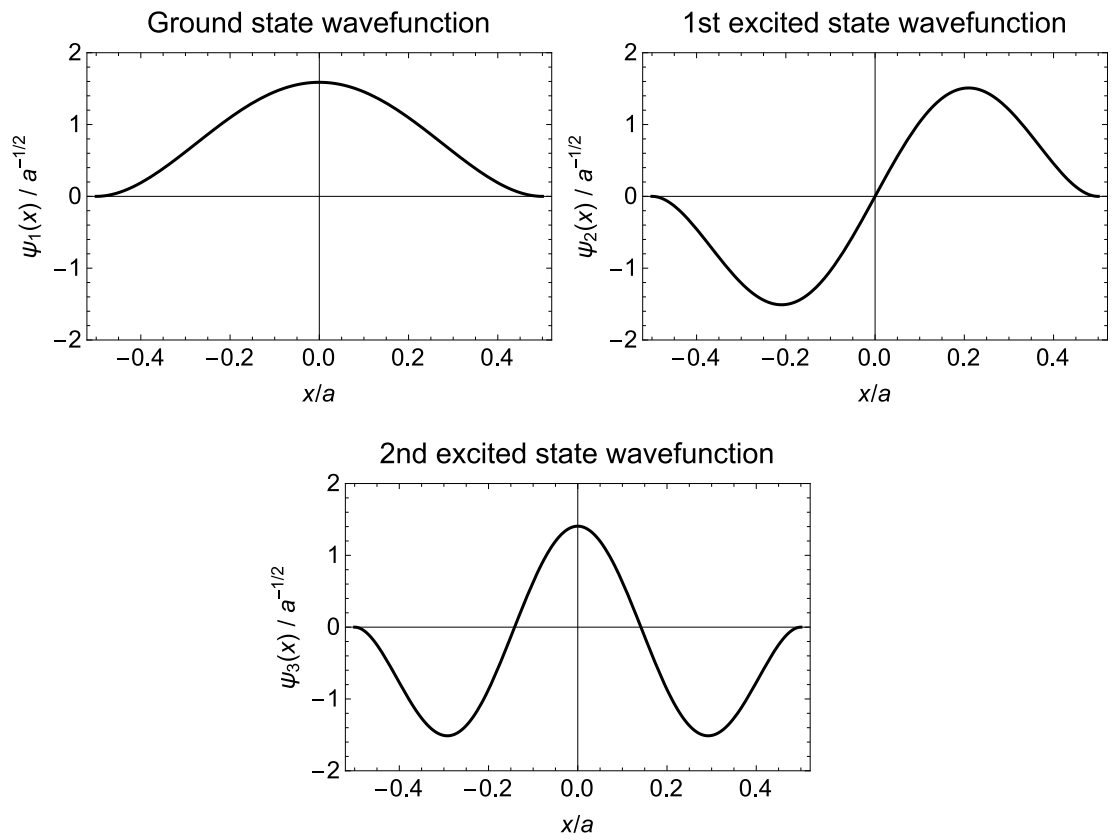 Ground state wavefunction
ψ₁(x) / a⁻¹/²
2
1
0
−1
−2
−0.4 −0.2 0.0 0.2 0.4
x/a
1st excited state wavefunction
ψ₂(x) / a⁻¹/²
2
1
0
−1
−2
−0.4 −0.2 0.0 0.2 0.4
x/a
2nd excited state wavefunction
ψ₃(x) / a⁻¹/²
2
1
0
−1
−2
−0.4 −0.2 0.0 0.2 0.4
x/a